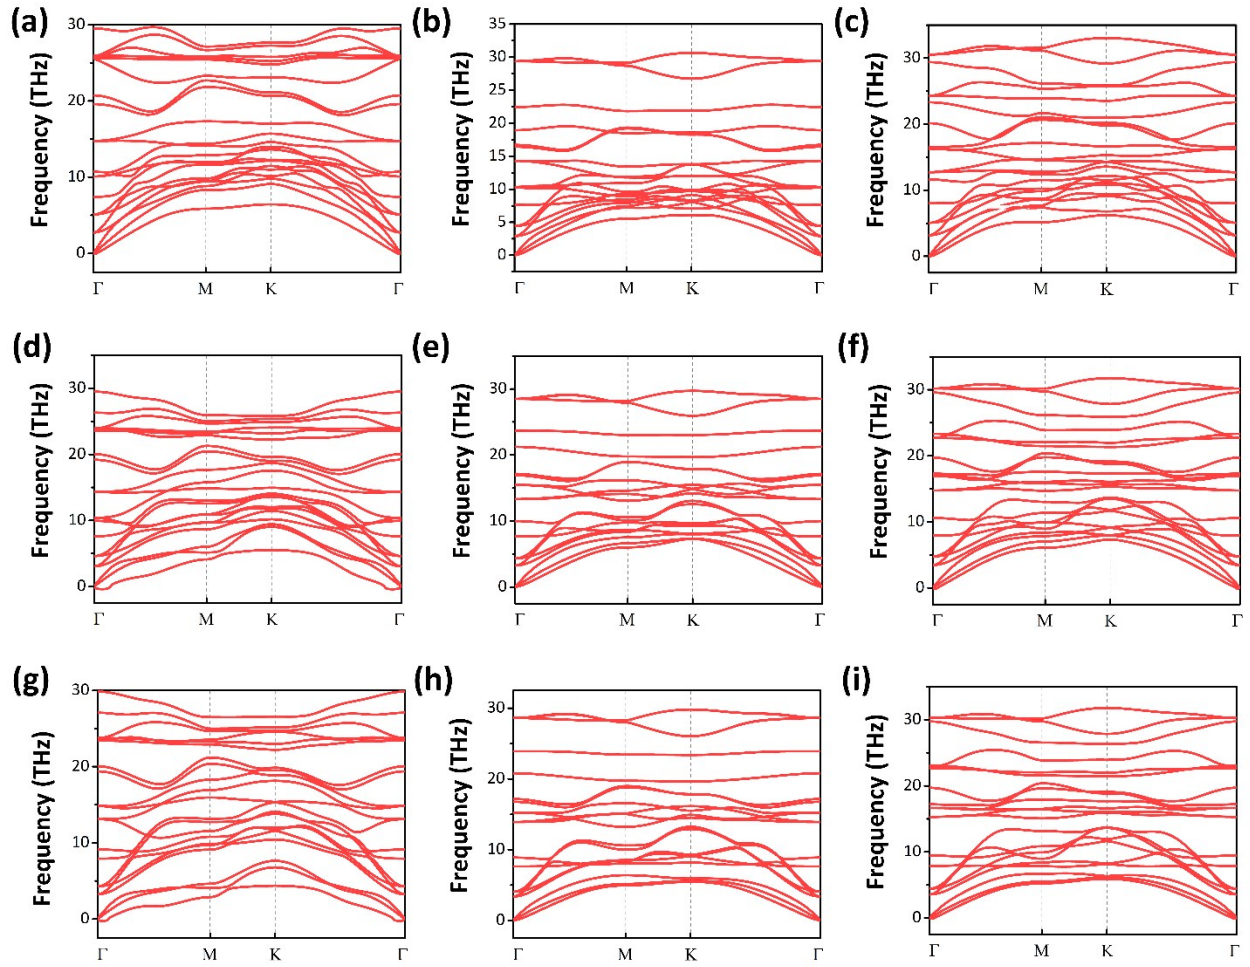 (a)
30
20
10
0
Frequency (THz)
Γ M K Γ
(b)
35
30
25
20
15
10
5
0
Frequency (THz)
Γ M K Γ
(c)
30
20
10
0
Frequency (THz)
Γ M K Γ
(d)
30
20
10
0
Frequency (THz)
Γ M K Γ
(e)
30
20
10
0
Frequency (THz)
Γ M K Γ
(f)
30
20
10
0
Frequency (THz)
Γ M K Γ
(g)
30
20
10
0
Frequency (THz)
Γ M K Γ
(h)
30
20
10
0
Frequency (THz)
Γ M K Γ
(i)
30
20
10
0
Frequency (THz)
Γ M K Γ